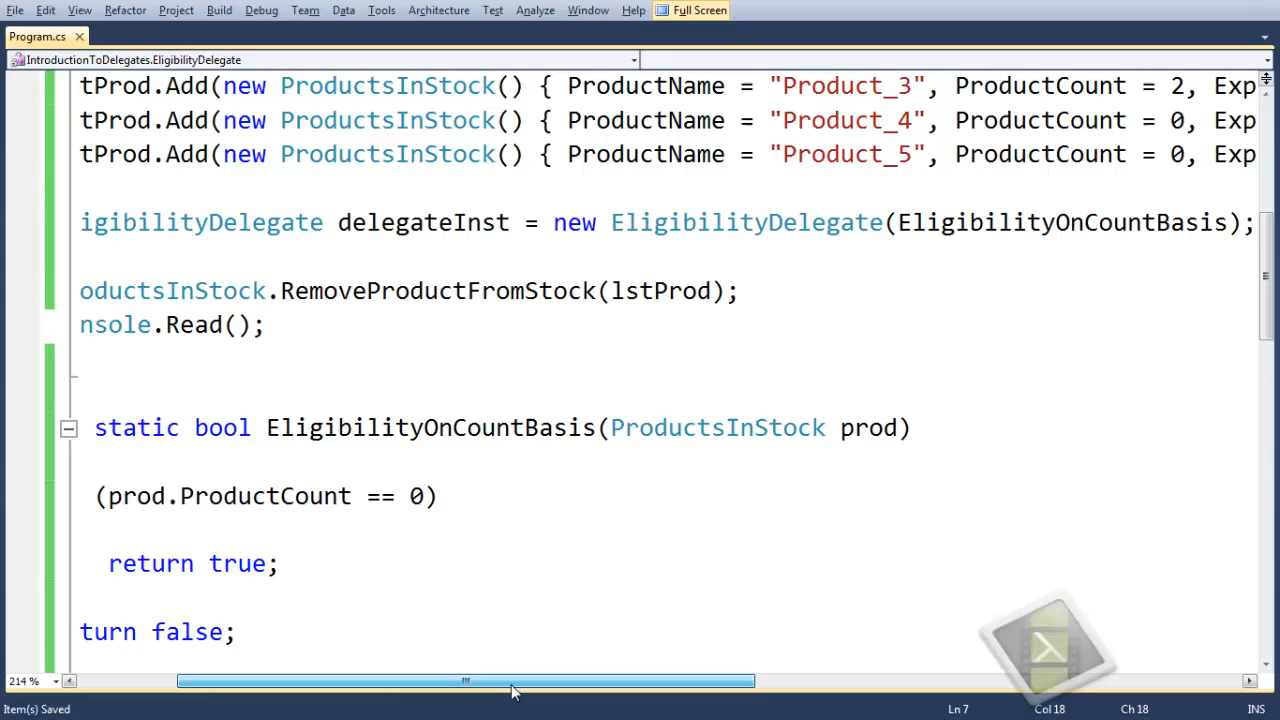 File Edit View Refactor Project Build Debug Team Data Tools Architecture Test Analyze Window Help Full Screen
Program.cs
IntroductionToDelegates.EligibilityDelegate
tProd.Add(new ProductsInStock() { ProductName = "Product_3", ProductCount = 2, Exp
tProd.Add(new ProductsInStock() { ProductName = "Product_4", ProductCount = 0, Exp
tProd.Add(new ProductsInStock() { ProductName = "Product_5", ProductCount = 0, Exp
igibilityDelegate delegateInst = new EligibilityDelegate(EligibilityOnCountBasis);
oductsInStock.RemoveProductFromStock(lstProd);
nsole.Read();
static bool EligibilityOnCountBasis(ProductsInStock prod)
(prod.ProductCount == 0)
return true;
turn false;
214 %
Item(s) Saved Ln 7 Col 18 Ch 18 INS